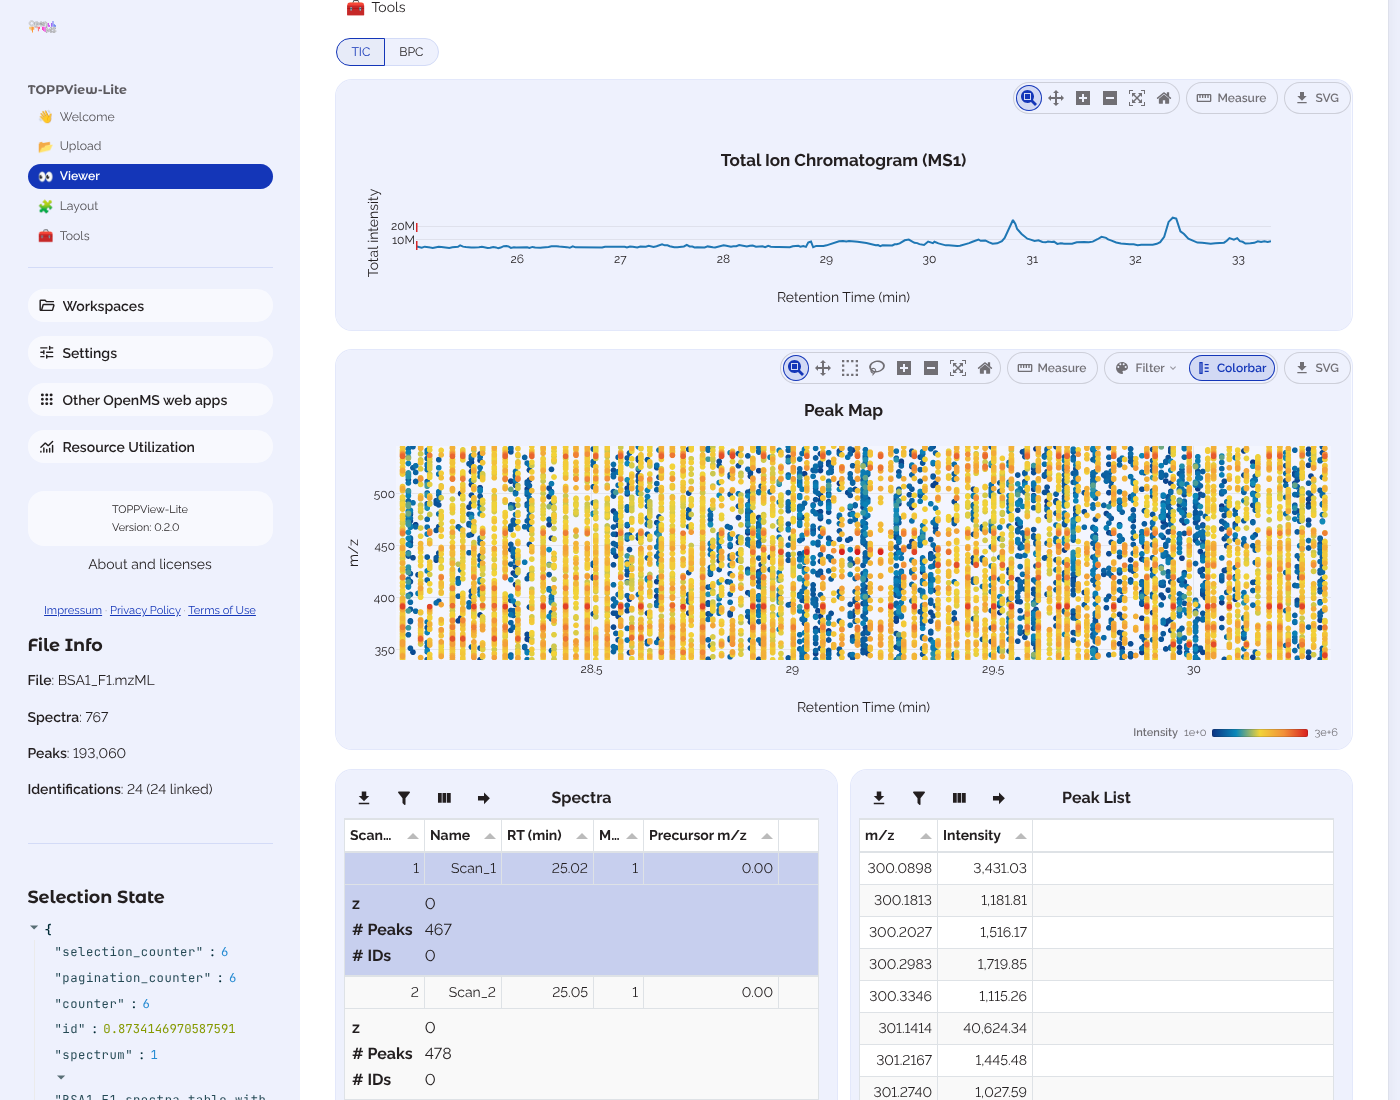 TOPPView-Lite
👋 Welcome
📂 Upload
👀 Viewer
🧩 Layout
🧰 Tools
Workspaces
Settings
Other OpenMS web apps
Resource Utilization
TOPPView-Lite
Version: 0.2.0
About and licenses
Impressum · Privacy Policy · Terms of Use
File Info
File: BSA1_F1.mzML
Spectra: 767
Peaks: 193,060
Identifications: 24 (24 linked)
Selection State
{
"selection_counter" : 6
"pagination_counter" : 6
"counter" : 6
"id" : 0.8734146970587591
"spectrum" : 1
"BSA1_F1_spectra_table_with
🧰 Tools
TIC BPC
Measure SVG
Total Ion Chromatogram (MS1)
Total intensity
20M
10M
26 27 28 29 30 31 32 33
Retention Time (min)
Measure Filter Colorbar SVG
Peak Map
m/z
500
450
400
350
28.5 29 29.5 30
Retention Time (min)
Intensity 1e+0 3e+6
Spectra
Scan... Name RT (min) M... Precursor m/z
1 Scan_1 25.02 1 0.00
z 0
# Peaks 467
# IDs 0
2 Scan_2 25.05 1 0.00
z 0
# Peaks 478
# IDs 0
Peak List
m/z Intensity
300.0898 3,431.03
300.1813 1,181.81
300.2027 1,516.17
300.2983 1,719.85
300.3346 1,115.26
301.1414 40,624.34
301.2167 1,445.48
301.2740 1,027.59